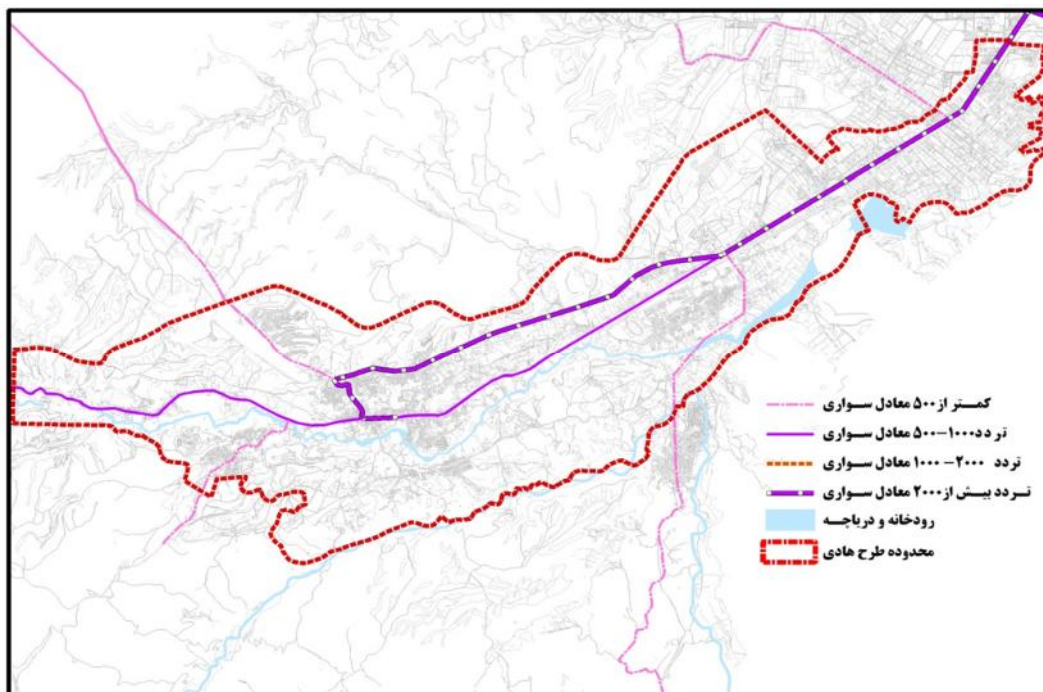 کمتر از ۵۰۰ معادل سواری
تردد ۱۰۰۰-۵۰۰ معادل سواری
تردد ۲۰۰۰ - ۱۰۰۰ معادل سواری
تردد بیش از ۲۰۰۰ معادل سواری
رودخانه و دریاچه
محدوده طرح هادی